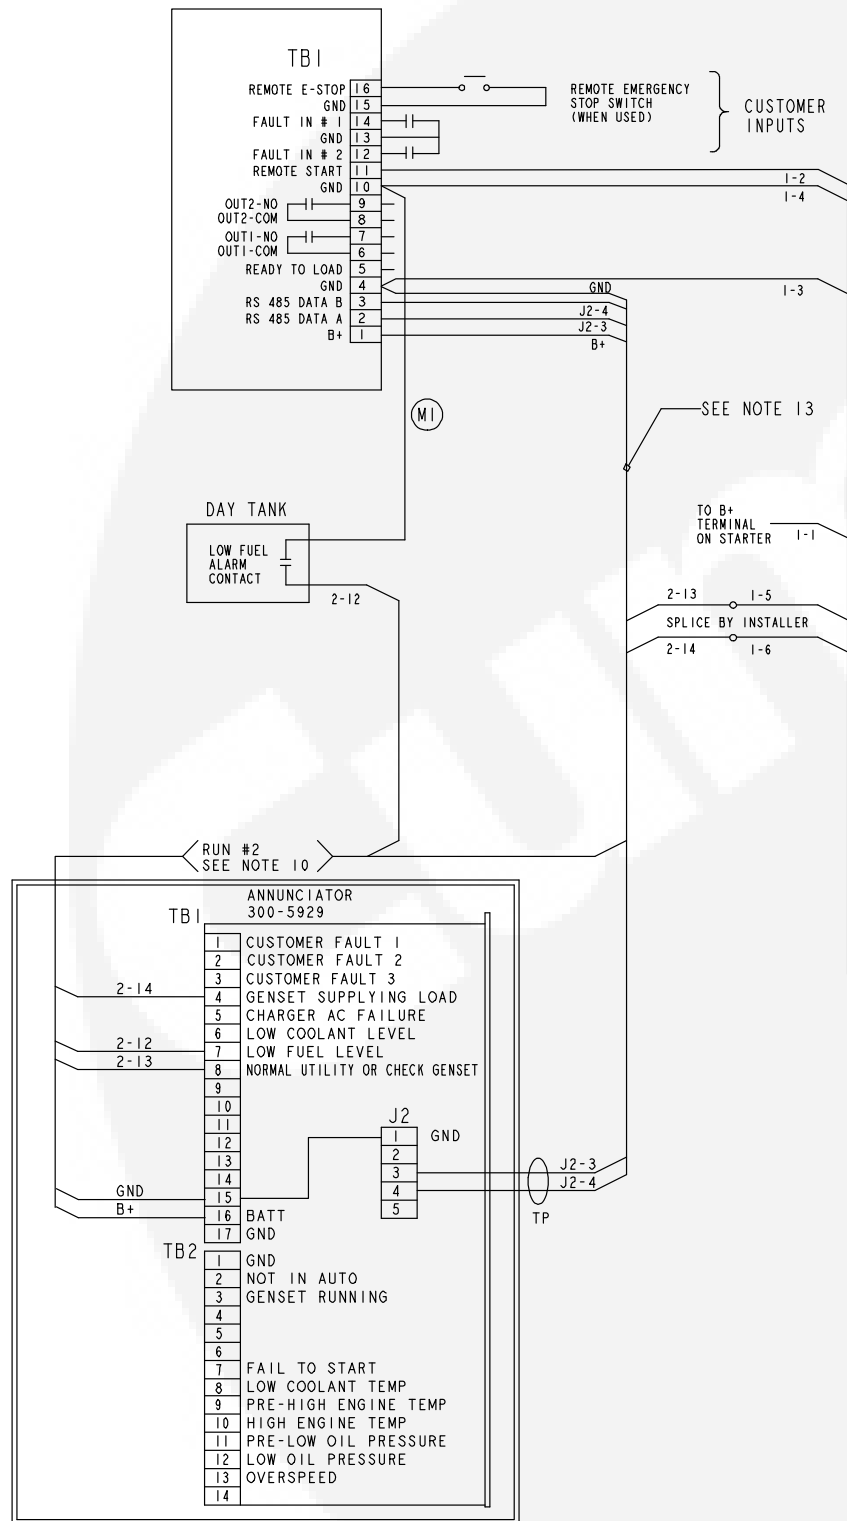 TB1
REMOTE E-STOP 16
GND 15
FAULT IN # 1 14
GND 13
FAULT IN # 2 12
REMOTE START 11
GND 10
OUT2-NO 9
OUT2-COM 8
OUT1-NO 7
OUT1-COM 6
READY TO LOAD 5
GND 4
RS 485 DATA B 3
RS 485 DATA A 2
B+ 1
REMOTE EMERGENCY
STOP SWITCH
(WHEN USED)
CUSTOMER
INPUTS
1-2
1-4
GND
1-3
J2-4
J2-3
B+
M1
SEE NOTE 13
DAY TANK
LOW FUEL
ALARM
CONTACT
2-12
TO B+
TERMINAL
ON STARTER
1-1
2-13 1-5
SPLICE BY INSTALLER
2-14 1-6
RUN #2
SEE NOTE 10
ANNUNCIATOR
300-5929
TB1
1 CUSTOMER FAULT 1
2 CUSTOMER FAULT 2
3 CUSTOMER FAULT 3
2-14 4 GENSET SUPPLYING LOAD
5 CHARGER AC FAILURE
6 LOW COOLANT LEVEL
2-12 7 LOW FUEL LEVEL
2-13 8 NORMAL UTILITY OR CHECK GENSET
9
10
11
12
13
14
GND 15
B+ 16 BATT
17 GND
J2
1 GND
2
3
4
5
J2-3
J2-4
TP
TB2
1 GND
2 NOT IN AUTO
3 GENSET RUNNING
4
5
6
7 FAIL TO START
8 LOW COOLANT TEMP
9 PRE-HIGH ENGINE TEMP
10 HIGH ENGINE TEMP
11 PRE-LOW OIL PRESSURE
12 LOW OIL PRESSURE
13 OVERSPEED
14